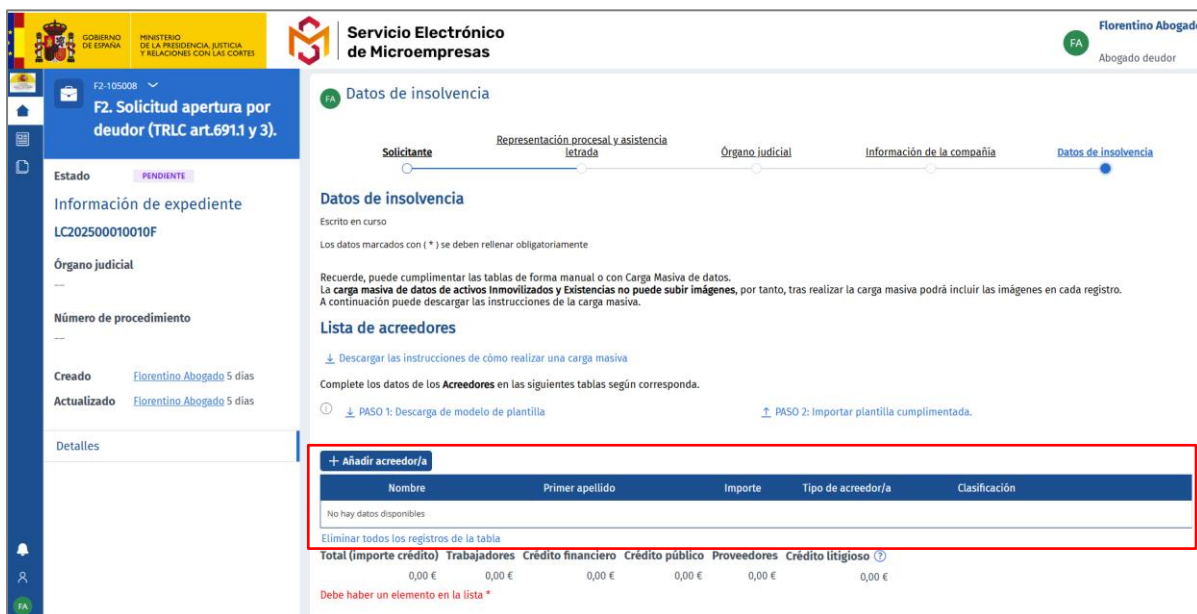 GOBIERNO
DE ESPAÑA
MINISTERIO
DE LA PRESIDENCIA, JUSTICIA
Y RELACIONES CON LAS CORTES
Servicio Electrónico
de Microempresas
FA
Florentino Abogado
Abogado deudor
F2-105008
F2. Solicitud apertura por
deudor (TRLC art.691.1 y 3).
Estado PENDIENTE
Información de expediente
LC202500010010F
Órgano judicial
---
Número de procedimiento
---
Creado Florentino Abogado 5 días
Actualizado Florentino Abogado 5 días
Detalles
FA
FA Datos de insolvencia
Solicitante
Representación procesal y asistencia
letrada
Órgano judicial
Información de la compañía
Datos de insolvencia
Datos de insolvencia
Escrito en curso
Los datos marcados con ( * ) se deben rellenar obligatoriamente
Recuerde, puede cumplimentar las tablas de forma manual o con Carga Masiva de datos.
La carga masiva de datos de activos Inmovilizados y Existencias no puede subir imágenes, por tanto, tras realizar la carga masiva podrá incluir las imágenes en cada registro.
A continuación puede descargar las instrucciones de la carga masiva.
Lista de acreedores
Descargar las instrucciones de cómo realizar una carga masiva
Complete los datos de los Acreedores en las siguientes tablas según corresponda.
PASO 1: Descarga de modelo de plantilla
PASO 2: Importar plantilla cumplimentada.
+ Añadir acreedor/a
Nombre Primer apellido Importe Tipo de acreedor/a Clasificación
No hay datos disponibles
Eliminar todos los registros de la tabla
Total (importe crédito) Trabajadores Crédito financiero Crédito público Proveedores Crédito litigioso ?
0,00 € 0,00 € 0,00 € 0,00 € 0,00 € 0,00 €
Debe haber un elemento en la lista *